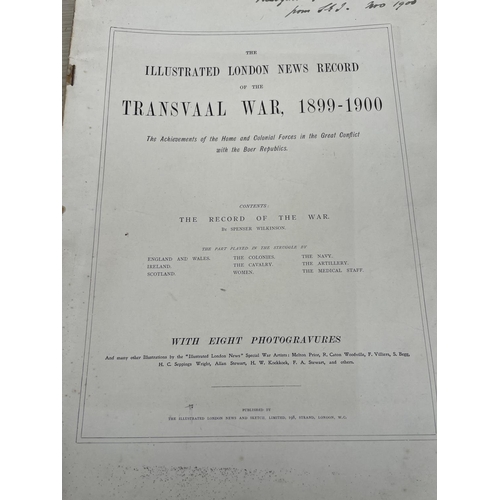 from Nov 1900
THE
ILLUSTRATED LONDON NEWS RECORD
OF THE
TRANSVAAL WAR, 1899-1900
The Achievements of the Home and Colonial Forces in the Great Conflict
with the Boer Republics.
CONTENTS:
THE RECORD OF THE WAR.
By SPENSER WILKINSON.
THE PART PLAYED IN THE STRUGGLE BY
ENGLAND AND WALES. THE COLONIES. THE NAVY.
IRELAND. THE CAVALRY. THE ARTILLERY.
SCOTLAND. WOMEN. THE MEDICAL STAFF.
WITH EIGHT PHOTOGRAVURES
And many other Illustrations by the "Illustrated London News" Special War Artists: Melton Prior, R. Caton Woodville, F. Villiers, S. Begg,
H. C. Seppings Wright, Allan Stewart, H. W. Koekkoek, F. A. Stewart, and others.
PUBLISHED BY
THE ILLUSTRATED LONDON NEWS AND SKETCH, LIMITED, 198, STRAND, LONDON, W.C.